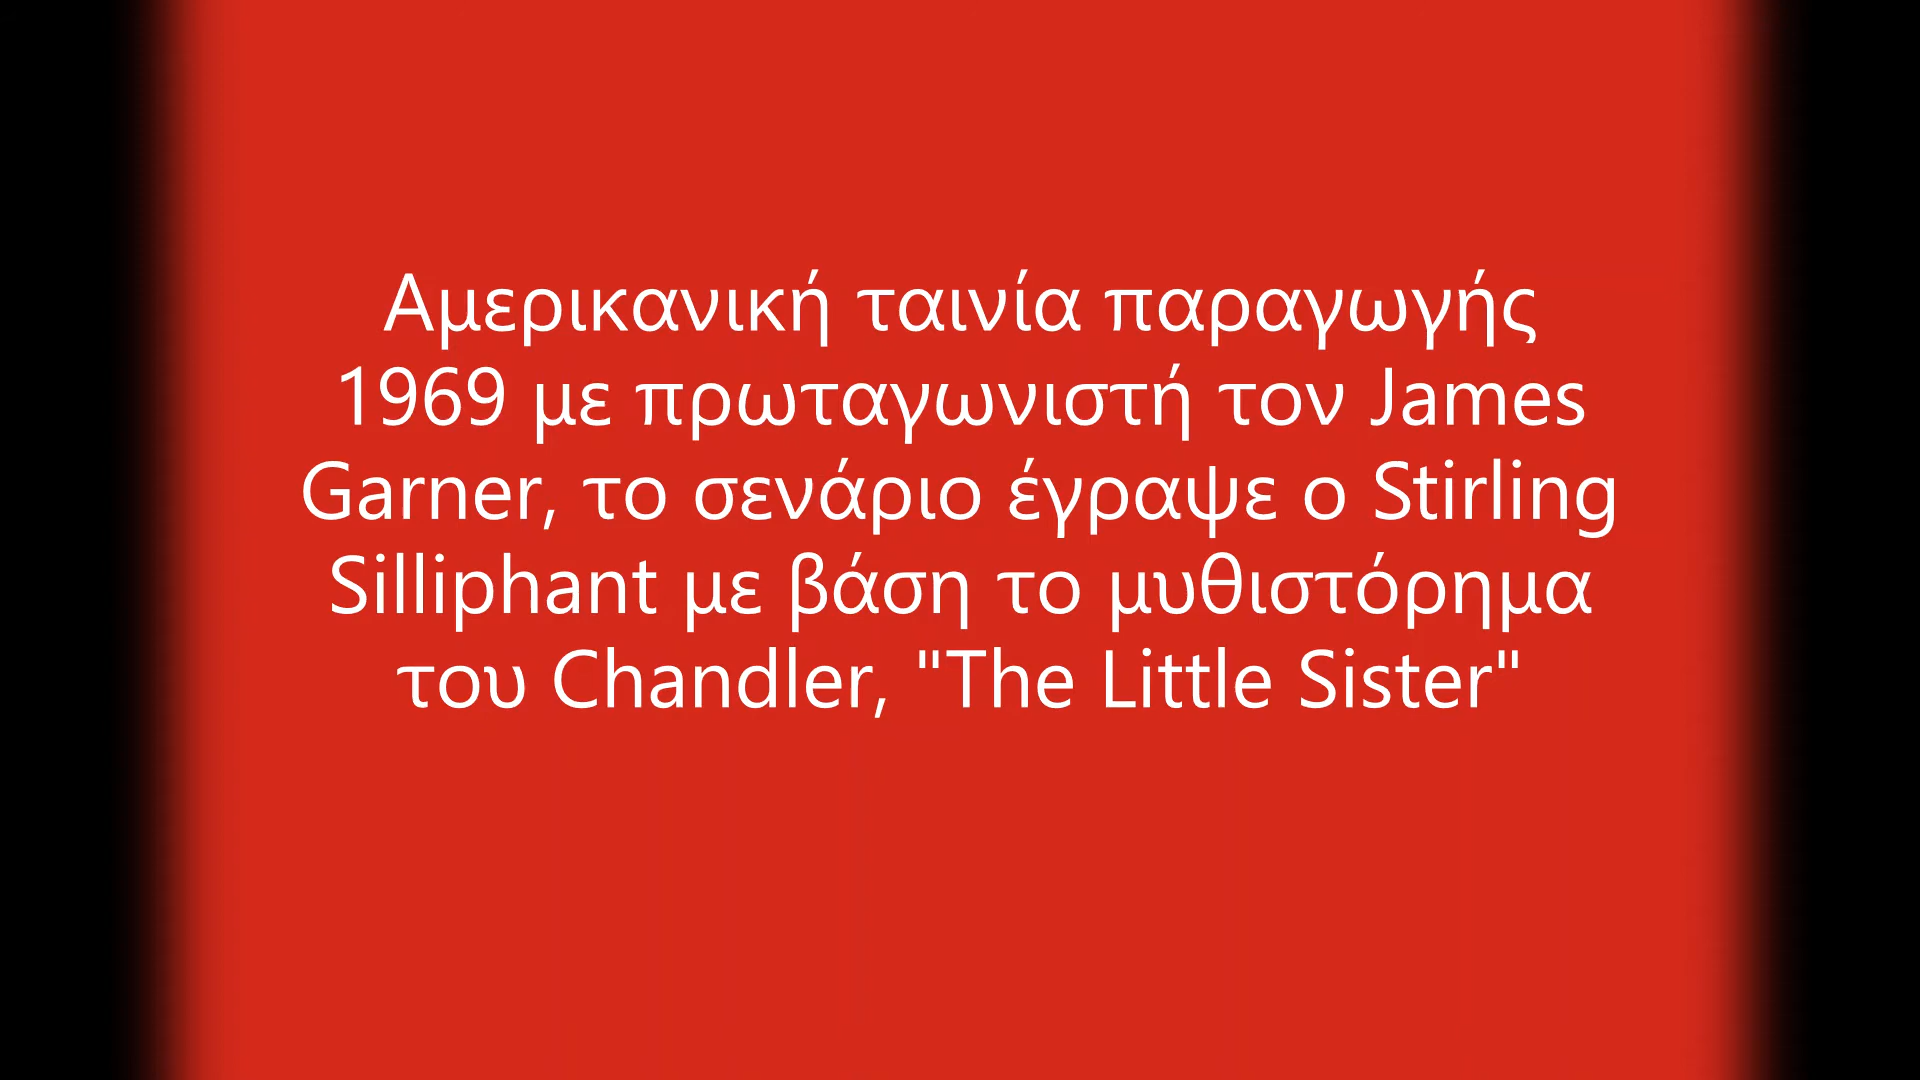 Αμερικανική ταινία παραγωγής
1969 με πρωταγωνιστή τον James
Garner, το σενάριο έγραψε ο Stirling
Silliphant με βάση το μυθιστόρημα
του Chandler, "The Little Sister"